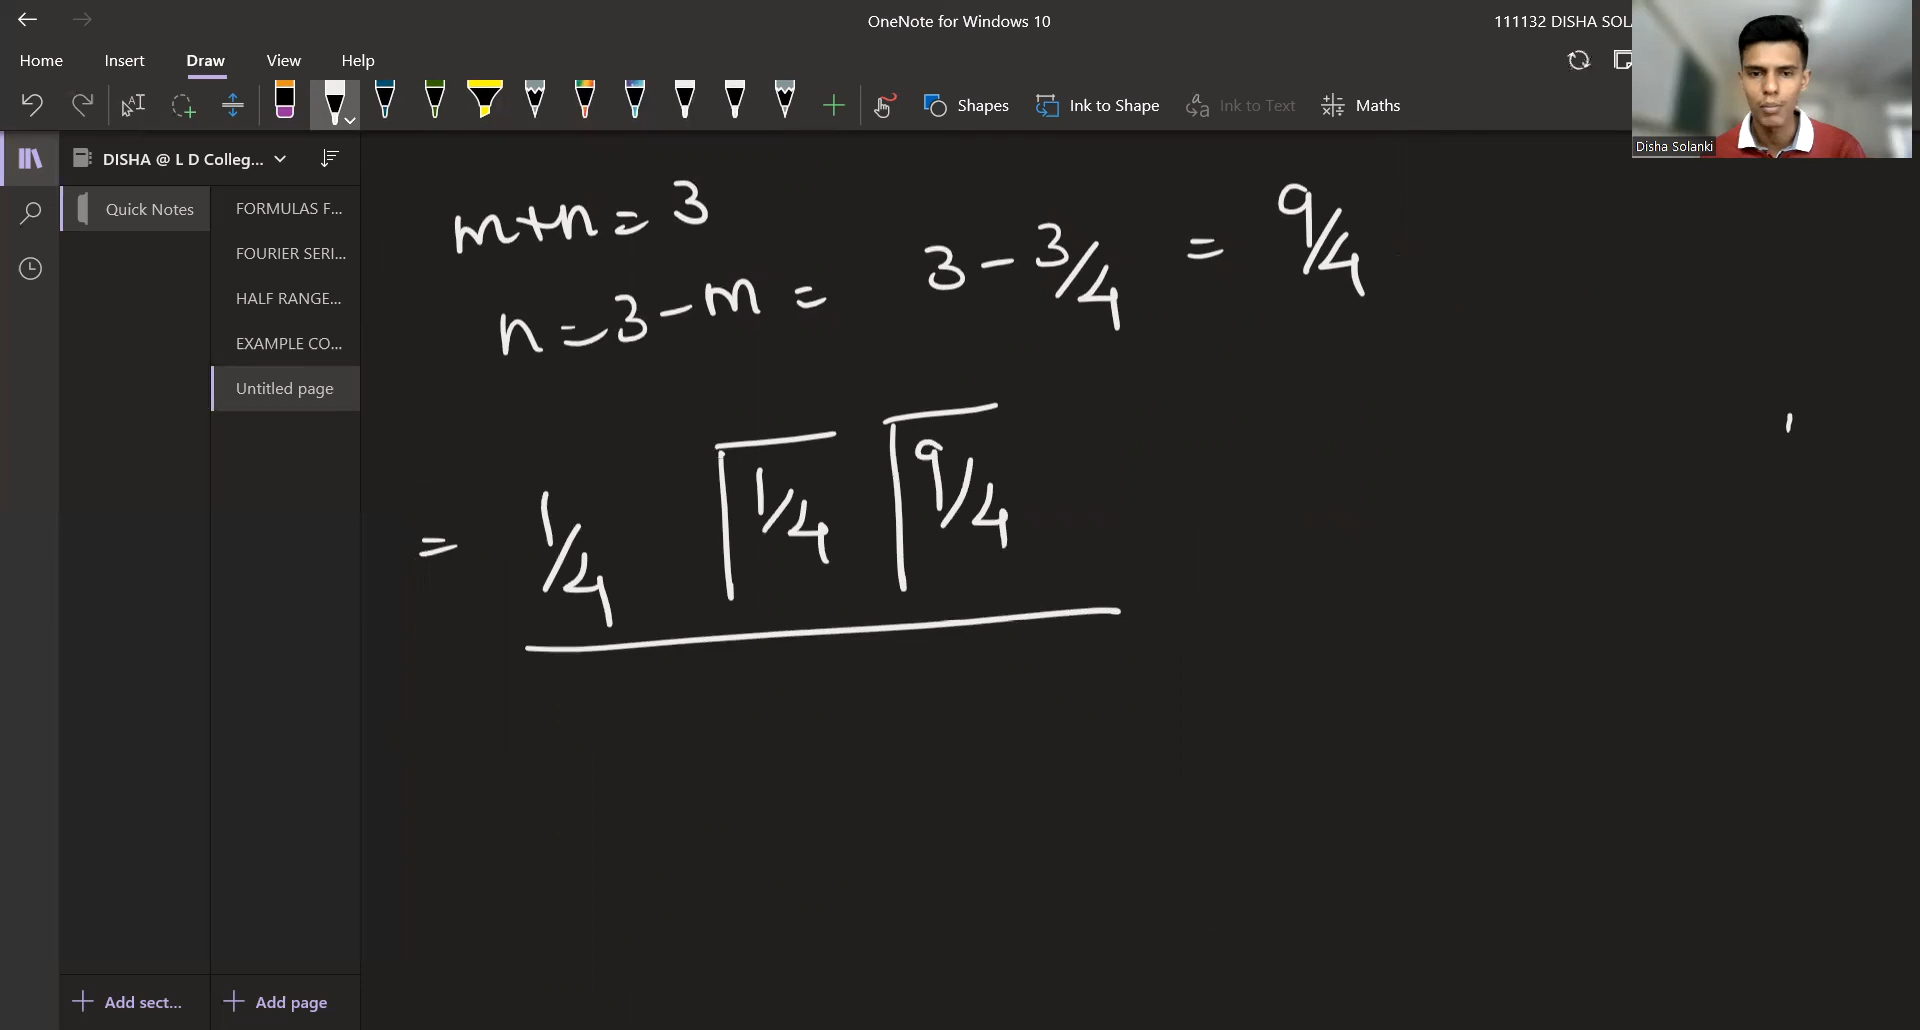 OneNote for Windows 10
111132 DISHA SOL
Home Insert Draw View Help
Shapes Ink to Shape Ink to Text Maths
Disha Solanki
DISHA @ L D Colleg...
Quick Notes
FORMULAS F...
FOURIER SERI...
HALF RANGE...
EXAMPLE CO...
Untitled page
m+n = 3
n = 3 - m = 3 - 3/4 = 9/4
= 1/4 Γ1/4 Γ9/4
+ Add sect...
+ Add page